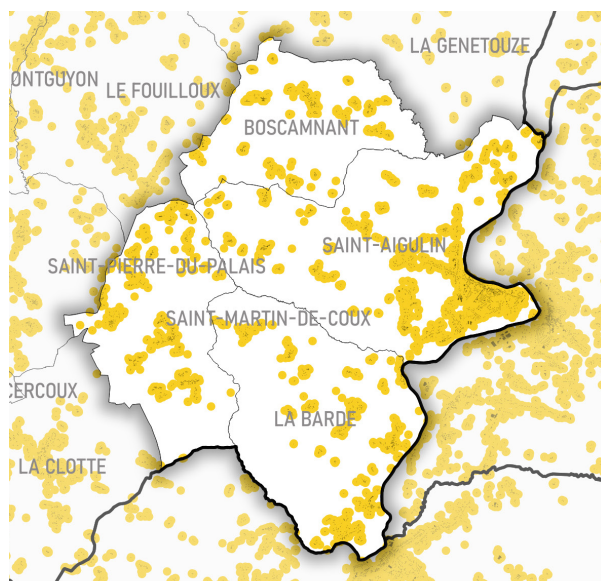 LA GENETOUZE
ONTGUYON
LE FOUILLOUX
BOSCAMNANT
SAINT-AIGULIN
SAINT-PIERRE-DU-PALAIS
SAINT-MARTIN-DE-COUX
CERCOUX
LA BARDE
LA CLOTTE